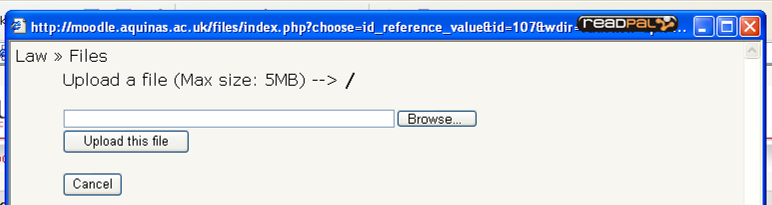 http://moodle.aquinas.ac.uk/files/index.php?choose=id_reference_value&id=107&wdir=
readpal
Law » Files
Upload a file (Max size: 5MB) --> /
Browse...
Upload this file
Cancel